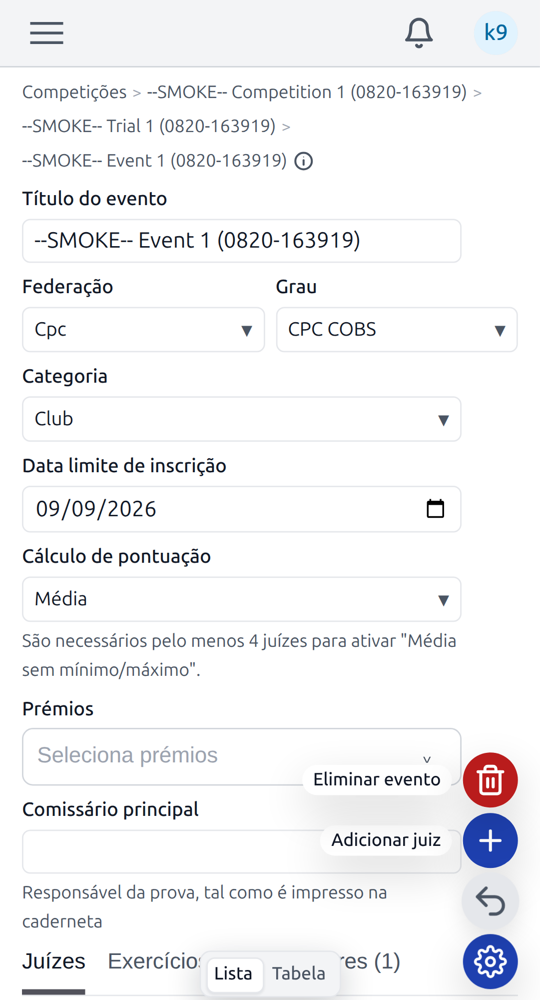 k9
Competições > --SMOKE-- Competition 1 (0820-163919) >
--SMOKE-- Trial 1 (0820-163919) >
--SMOKE-- Event 1 (0820-163919)
Título do evento
--SMOKE-- Event 1 (0820-163919)
Federação Grau
Cpc CPC COBS
Categoria
Club
Data limite de inscrição
09/09/2026
Cálculo de pontuação
Média
São necessários pelo menos 4 juízes para ativar "Média
sem mínimo/máximo".
Prémios
Seleciona prémios
Eliminar evento
Comissário principal
Adicionar juiz
Responsável da prova, tal como é impresso na
caderneta
Juízes Exercícios res (1)
Lista Tabela